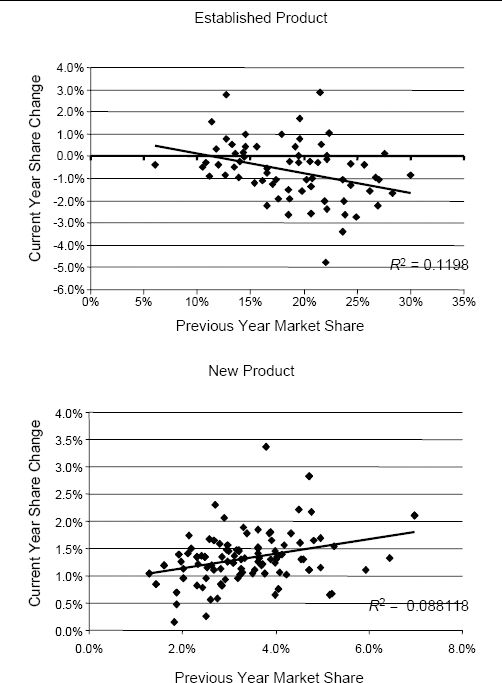 Established Product
Current Year Share Change
4.0%
3.0%
2.0%
1.0%
0.0%
-1.0%
-2.0%
-3.0%
-4.0%
-5.0%
-6.0%
R² = 0.1198
0% 5% 10% 15% 20% 25% 30% 35%
Previous Year Market Share
New Product
Current Year Share Change
4.0%
3.5%
3.0%
2.5%
2.0%
1.5%
1.0%
0.5%
0.0%
R² = 0.088118
0.0% 2.0% 4.0% 6.0% 8.0%
Previous Year Market Share